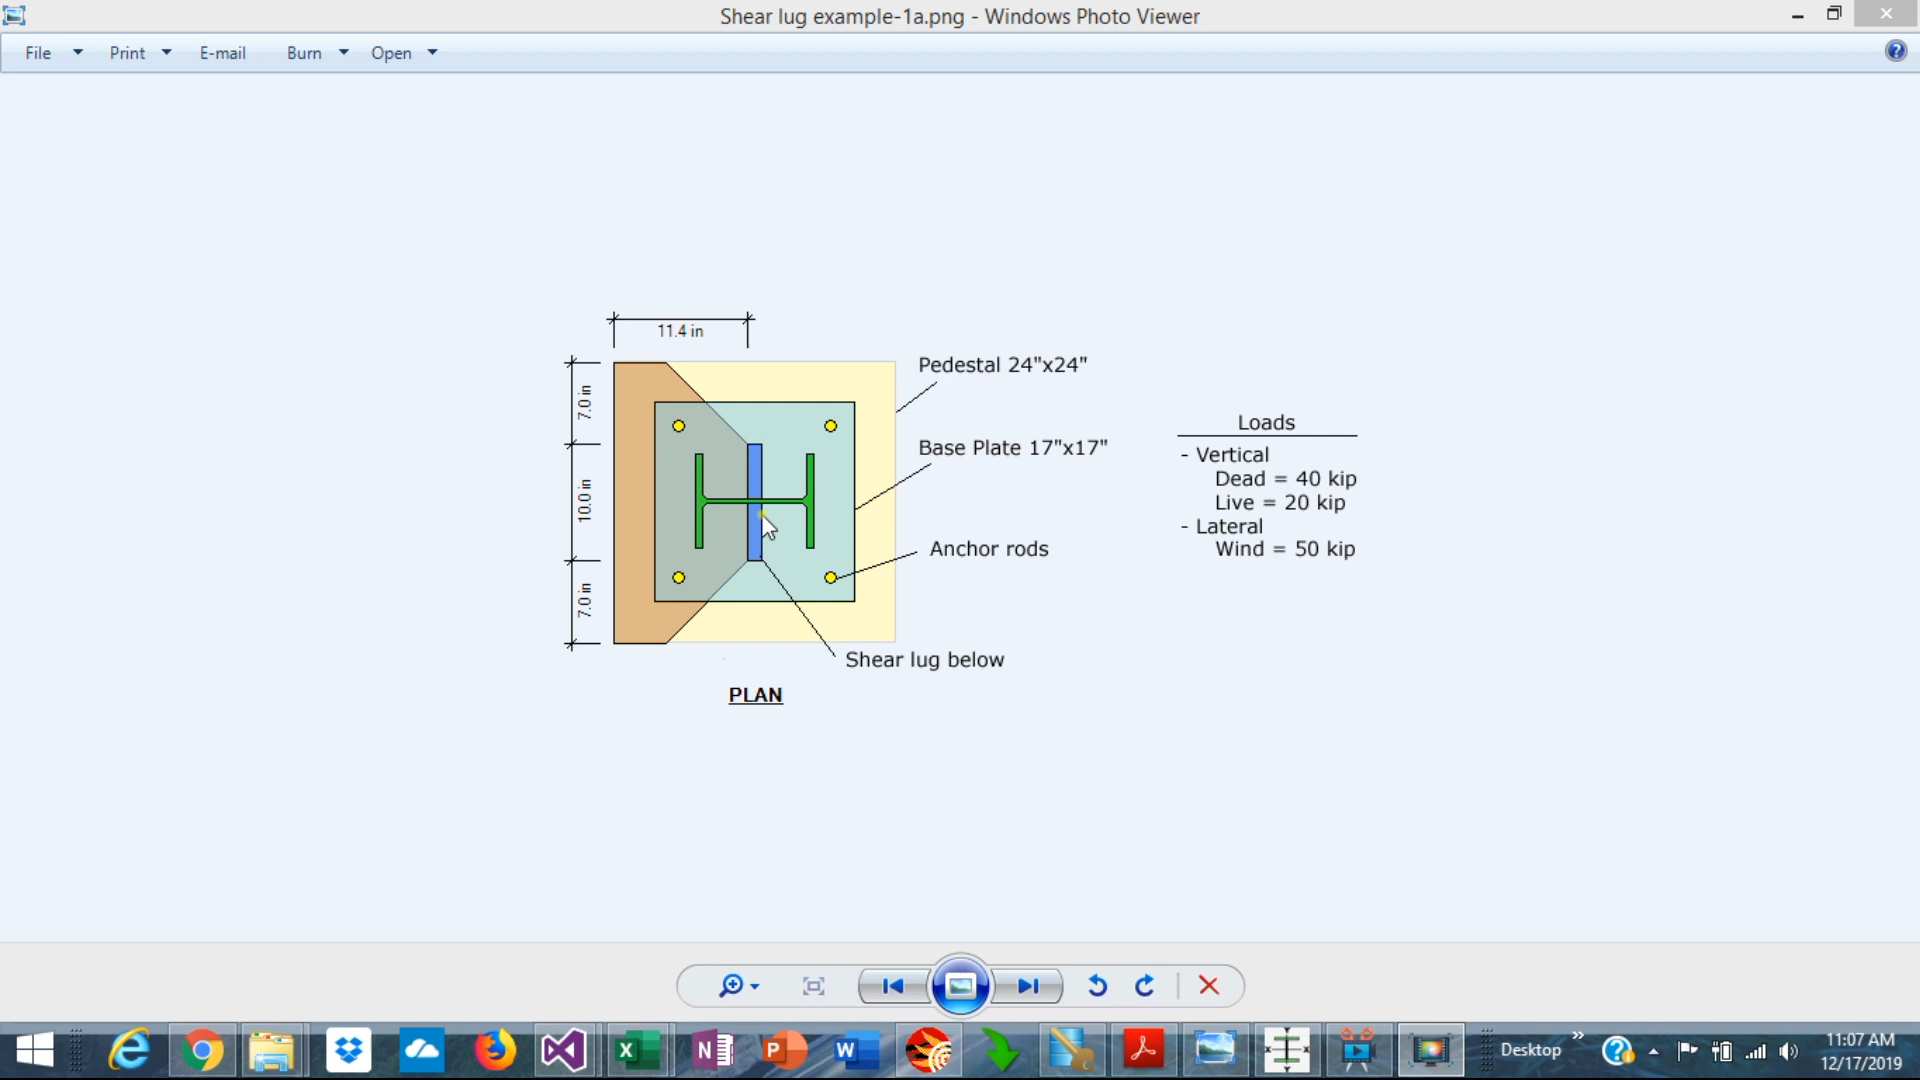 Shear lug example-1a.png - Windows Photo Viewer
File Print E-mail Burn Open
11.4 in
7.0 in
10.0 in
7.0 in
Pedestal 24"x24"
Base Plate 17"x17"
Anchor rods
Shear lug below
PLAN
Loads
- Vertical
Dead = 40 kip
Live = 20 kip
- Lateral
Wind = 50 kip
Desktop
11:07 AM
12/17/2019